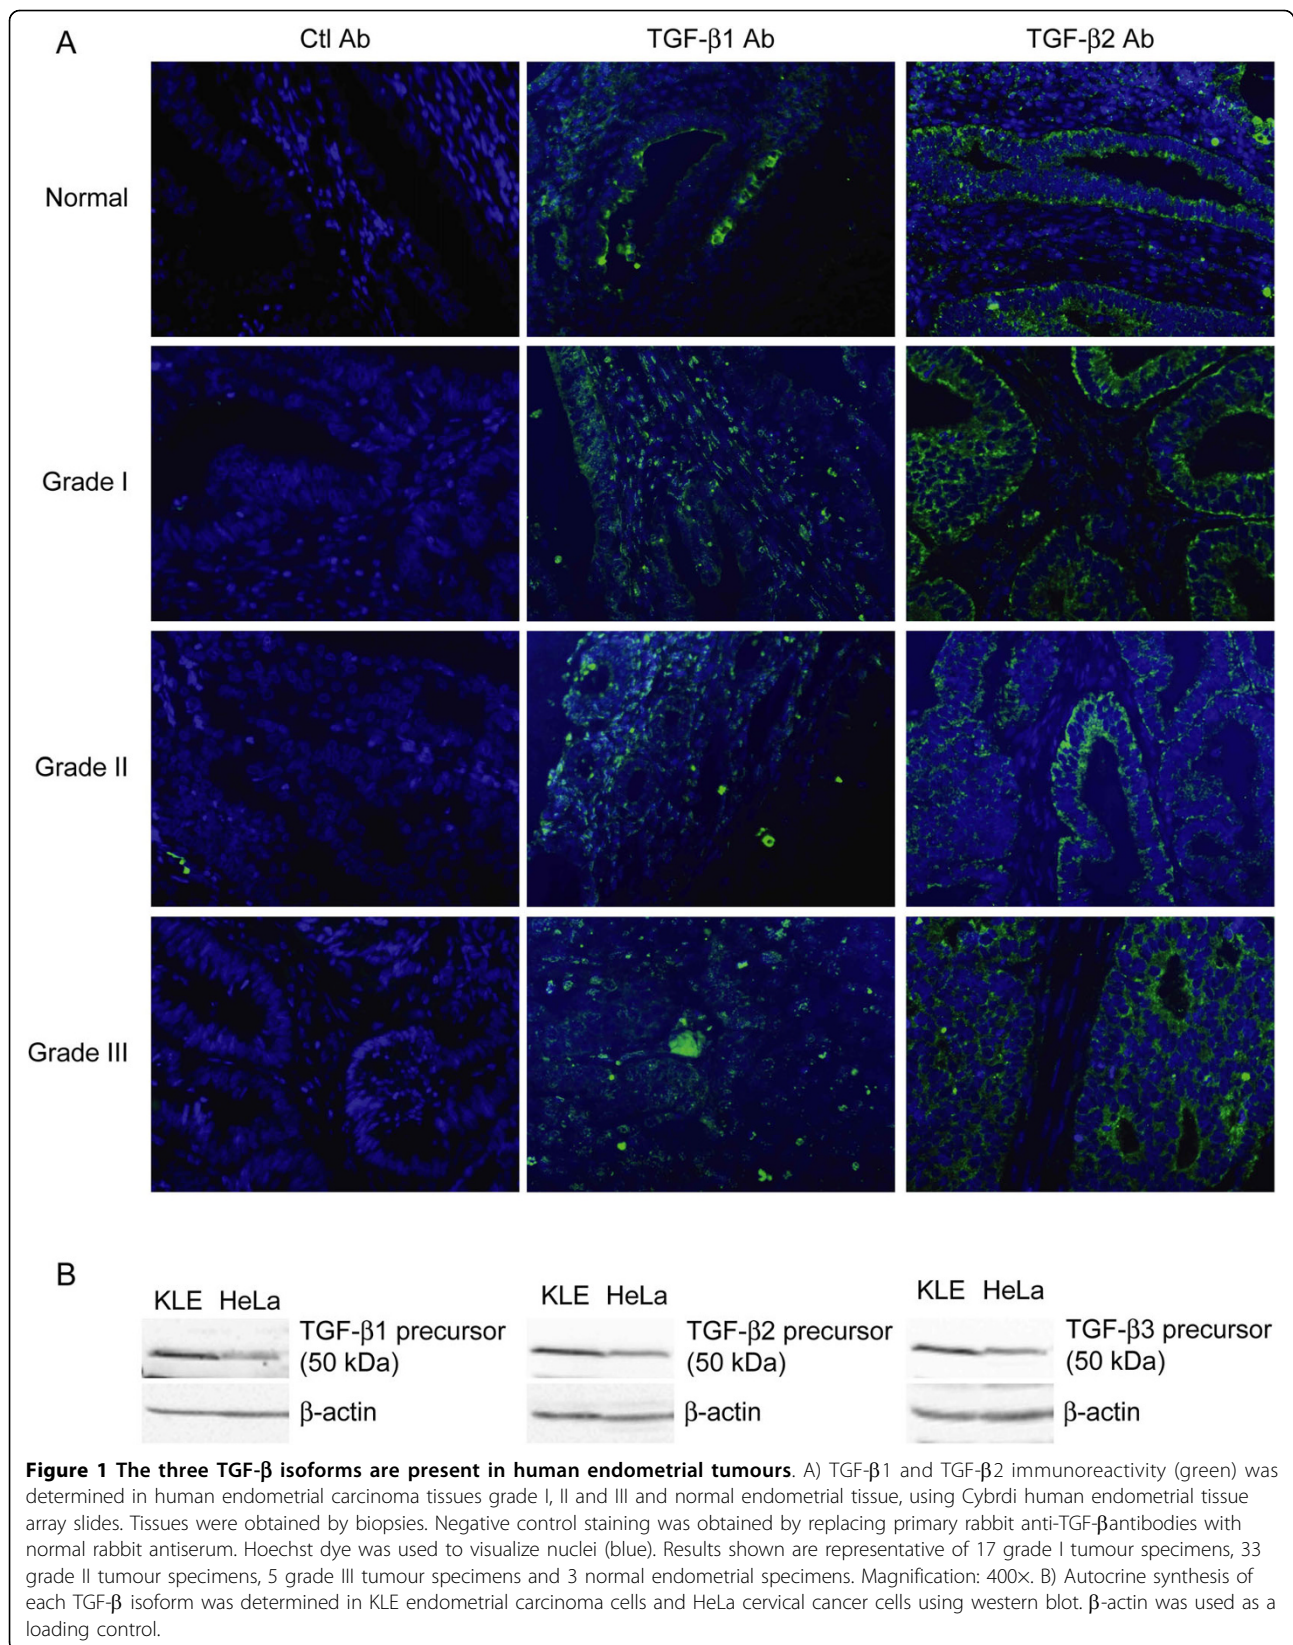 A
Ctl Ab TGF-β1 Ab TGF-β2 Ab
Normal
Grade I
Grade II
Grade III
B
KLE HeLa KLE HeLa KLE HeLa
TGF-β1 precursor TGF-β2 precursor TGF-β3 precursor
(50 kDa) (50 kDa) (50 kDa)
β-actin β-actin β-actin
Figure 1 The three TGF-β isoforms are present in human endometrial tumours. A) TGF-β1 and TGF-β2 immunoreactivity (green) was
determined in human endometrial carcinoma tissues grade I, II and III and normal endometrial tissue, using Cybrdi human endometrial tissue
array slides. Tissues were obtained by biopsies. Negative control staining was obtained by replacing primary rabbit anti-TGF-βantibodies with
normal rabbit antiserum. Hoechst dye was used to visualize nuclei (blue). Results shown are representative of 17 grade I tumour specimens, 33
grade II tumour specimens, 5 grade III tumour specimens and 3 normal endometrial specimens. Magnification: 400×. B) Autocrine synthesis of
each TGF-β isoform was determined in KLE endometrial carcinoma cells and HeLa cervical cancer cells using western blot. β-actin was used as a
loading control.